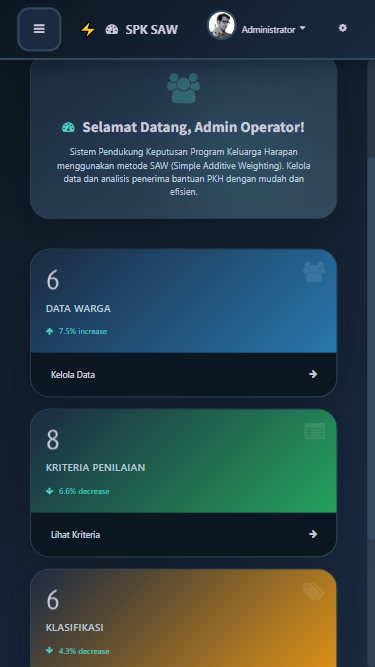 SPK SAW
Administrator
Selamat Datang, Admin Operator!
Sistem Pendukung Keputusan Program Keluarga Harapan
menggunakan metode SAW (Simple Additive Weighting). Kelola
data dan analisis penerima bantuan PKH dengan mudah dan
efisien.
6
DATA WARGA
7.5% increase
Kelola Data
8
KRITERIA PENILAIAN
6.6% decrease
Lihat Kriteria
6
KLASIFIKASI
4.3% decrease